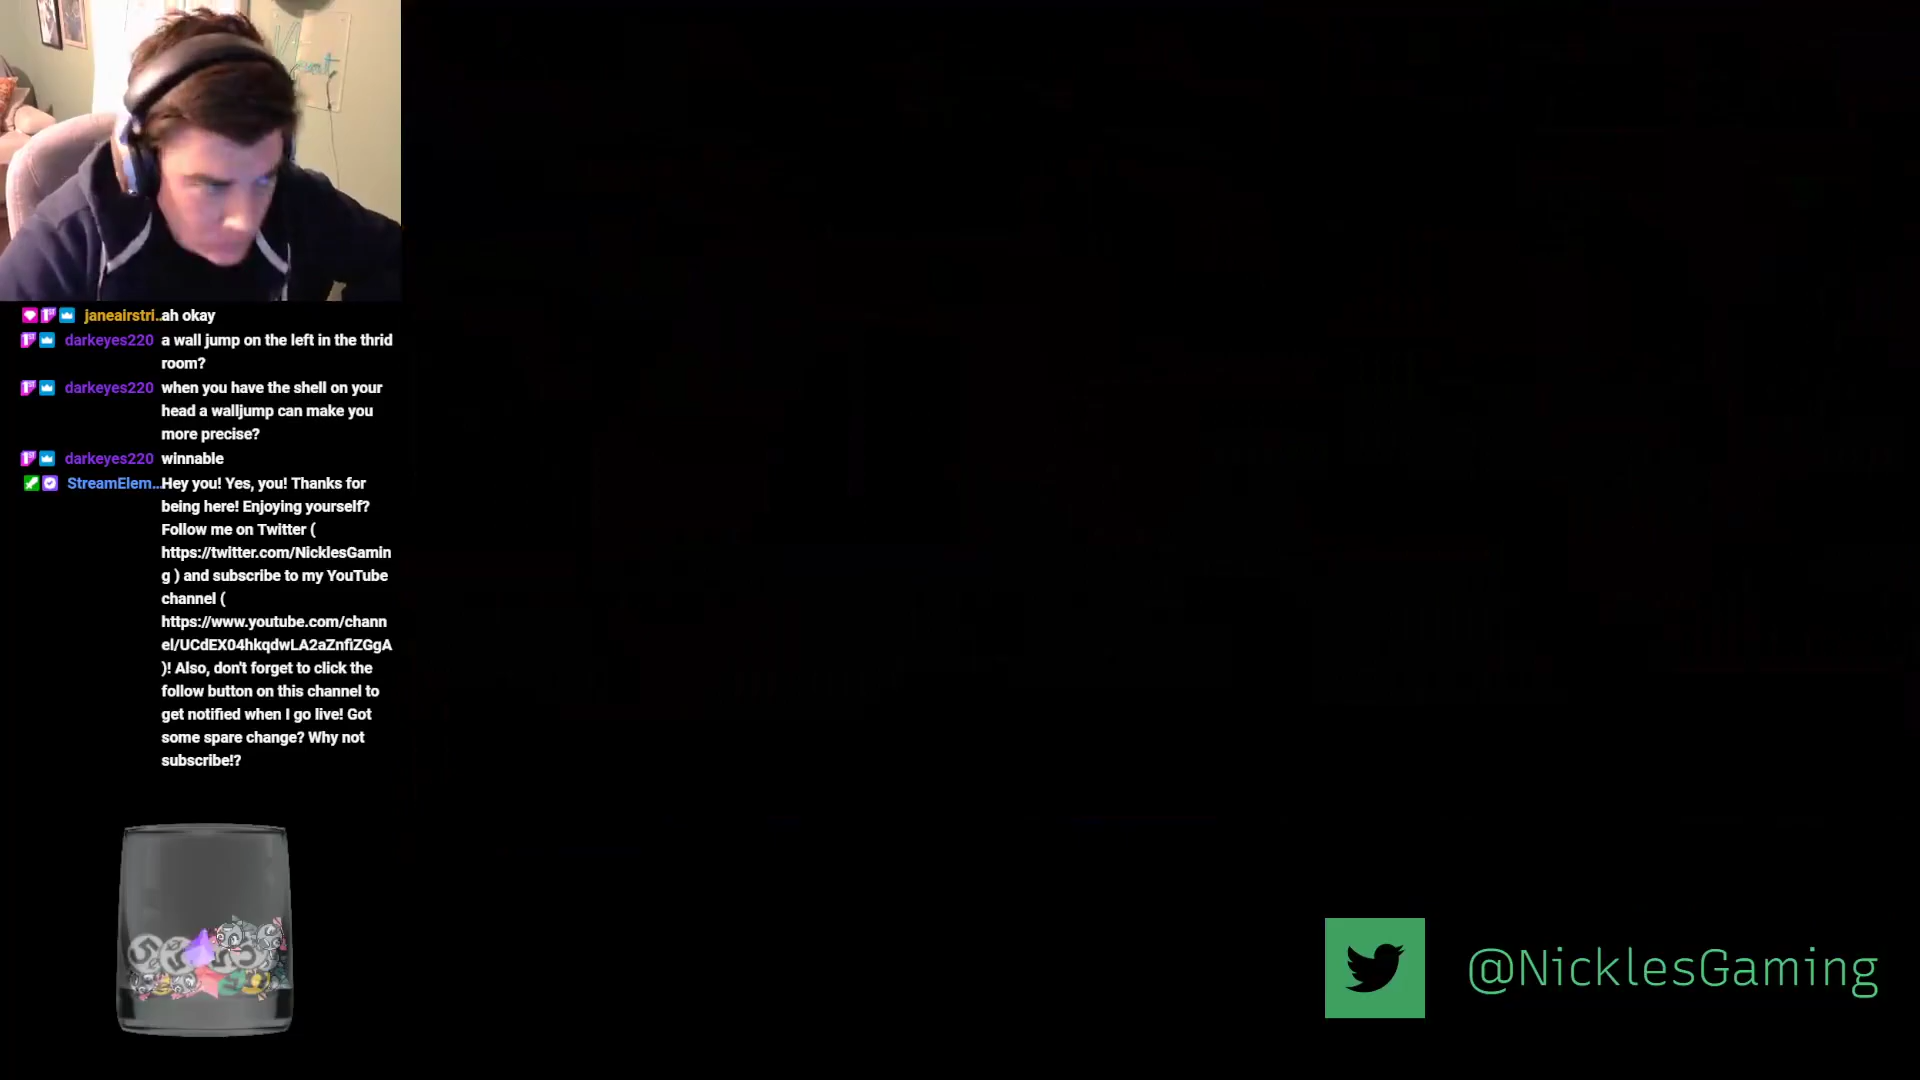 janeairstri..ah okay
darkeyes220 a wall jump on the left in the thrid
room?
darkeyes220 when you have the shell on your
head a walljump can make you
more precise?
darkeyes220 winnable
StreamElem...Hey you! Yes, you! Thanks for
being here! Enjoying yourself?
Follow me on Twitter (
https://twitter.com/NicklesGamin
g ) and subscribe to my YouTube
channel (
https://www.youtube.com/chann
el/UCdEX04hkqdwLA2aZnfiZGgA
)! Also, don't forget to click the
follow button on this channel to
get notified when I go live! Got
some spare change? Why not
subscribe!?
@NicklesGaming